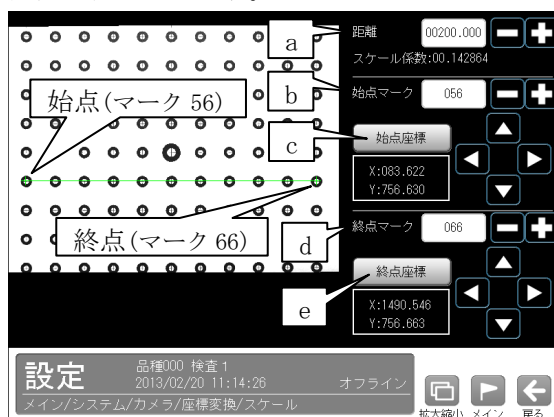 a
距離
00200.000
スケール係数:00.142864
b
始点マーク
056
始点(マーク 56)
c
始点座標
X:083.622
Y:756.630
終点(マーク 66)
d
終点マーク
066
e
終点座標
X:1490.546
Y:756.663
設定
品種000 検査1
2013/02/20 11:14:26
オフライン
メイン/システム/カメラ/座標変換/スケール
拡大縮小 メイン 戻る